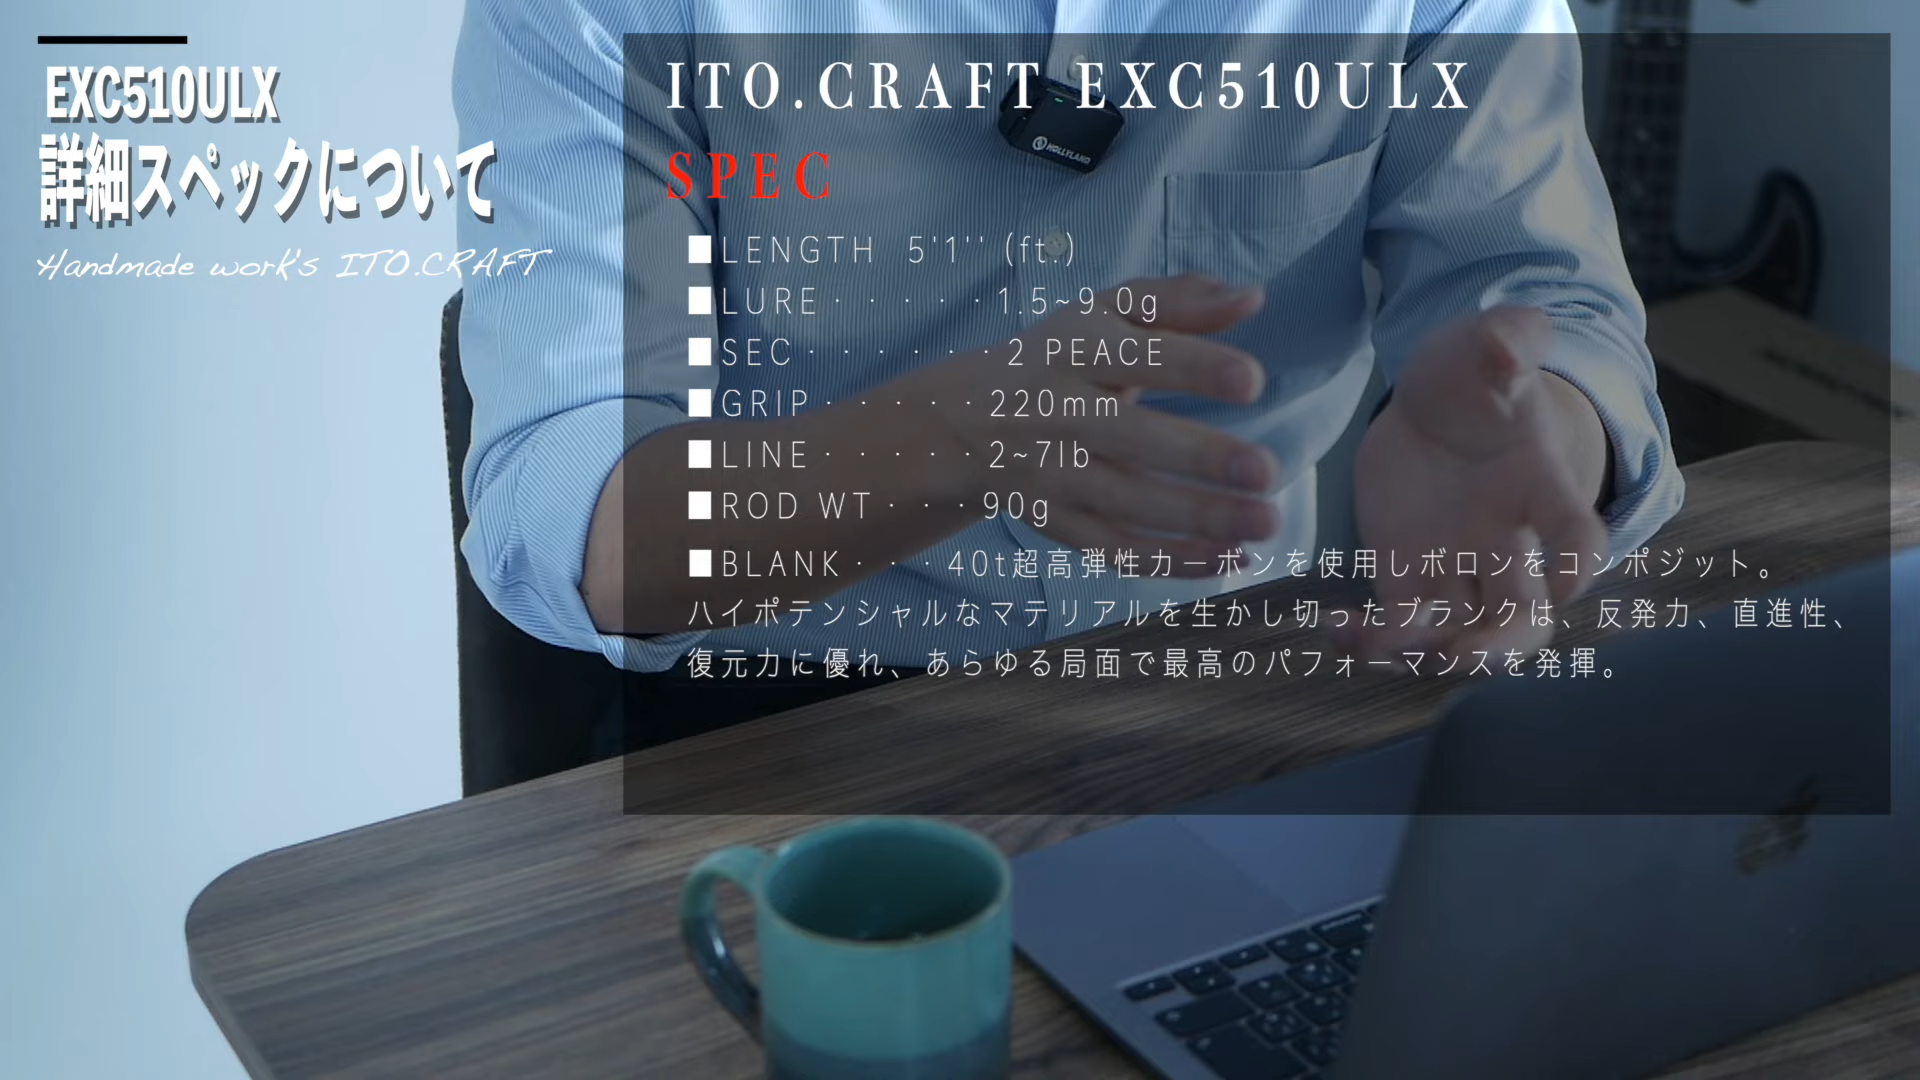 EXC510ULX
詳細スペックについて
Handmade work's ITO.CRAFT
ITO.CRAFT EXC510ULX
SPEC
■LENGTH 5'1'' (ft.)
■LURE・・・・・1.5~9.0g
■SEC・・・・・・2 PEACE
■GRIP・・・・・220mm
■LINE・・・・・2~7lb
■ROD WT・・・90g
■BLANK・・・40t超高弾性カーボンを使用しボロンをコンポジット。
ハイポテンシャルなマテリアルを生かし切ったブランクは、反発力、直進性、
復元力に優れ、あらゆる局面で最高のパフォーマンスを発揮。
HOLLYLAND